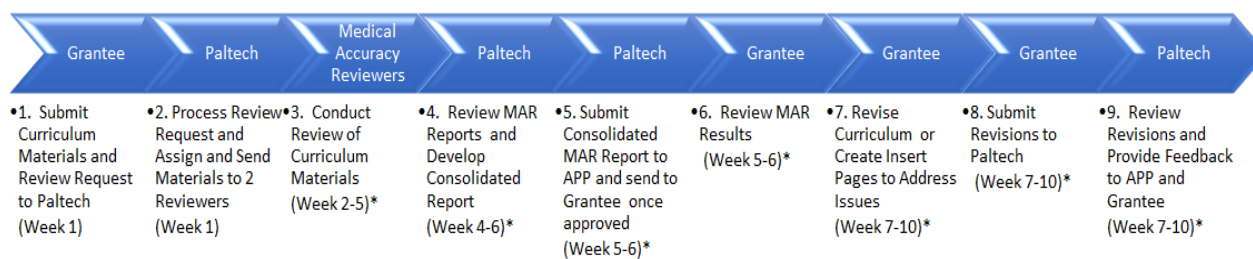 Grantee
Paltech
Medical
Accuracy
Reviewers
Paltech
Paltech
Grantee
Grantee
Grantee
Paltech
•1. Submit
Curriculum
Materials and
Review Request
to Paltech
(Week 1)
•2. Process Review
Request and
Assign and Send
Materials to 2
Reviewers
(Week 1)
•3. Conduct
Review of
Curriculum
Materials
(Week 2-5)*
•4. Review MAR
Reports and
Develop
Consolidated
Report
(Week 4-6)*
•5. Submit
Consolidated
MAR Report to
APP and send to
Grantee once
approved
(Week 5-6)*
•6. Review MAR
Results
(Week 5-6)*
•7. Revise
Curriculum or
Create Insert
Pages to Address
Issues
(Week 7-10)*
•8. Submit
Revisions to
Paltech
(Week 7-10)*
•9. Review
Revisions and
Provide Feedback
to APP and
Grantee
(Week 7-10)*